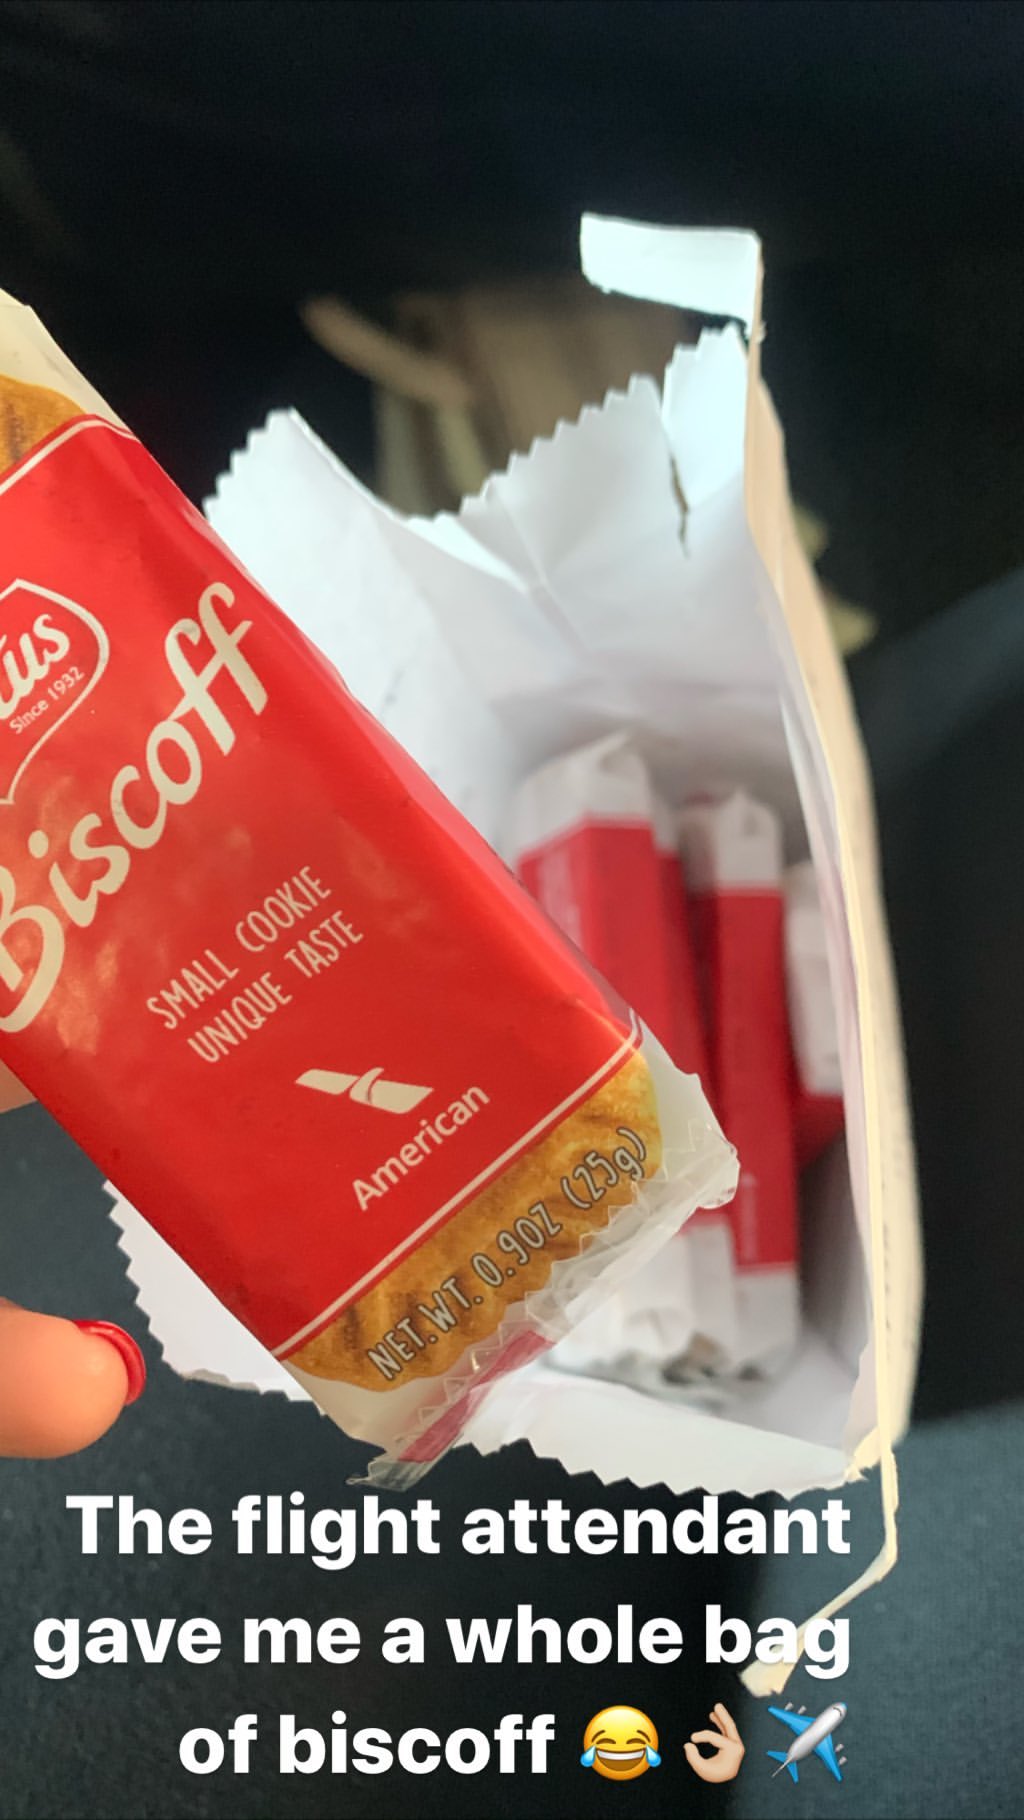 us
Since 1932
Biscoff
SMALL COOKIE
UNIQUE TASTE
American
NET.WT. 0.9OZ (25g)
The flight attendant
gave me a whole bag
of biscoff 😂👌🏼✈️